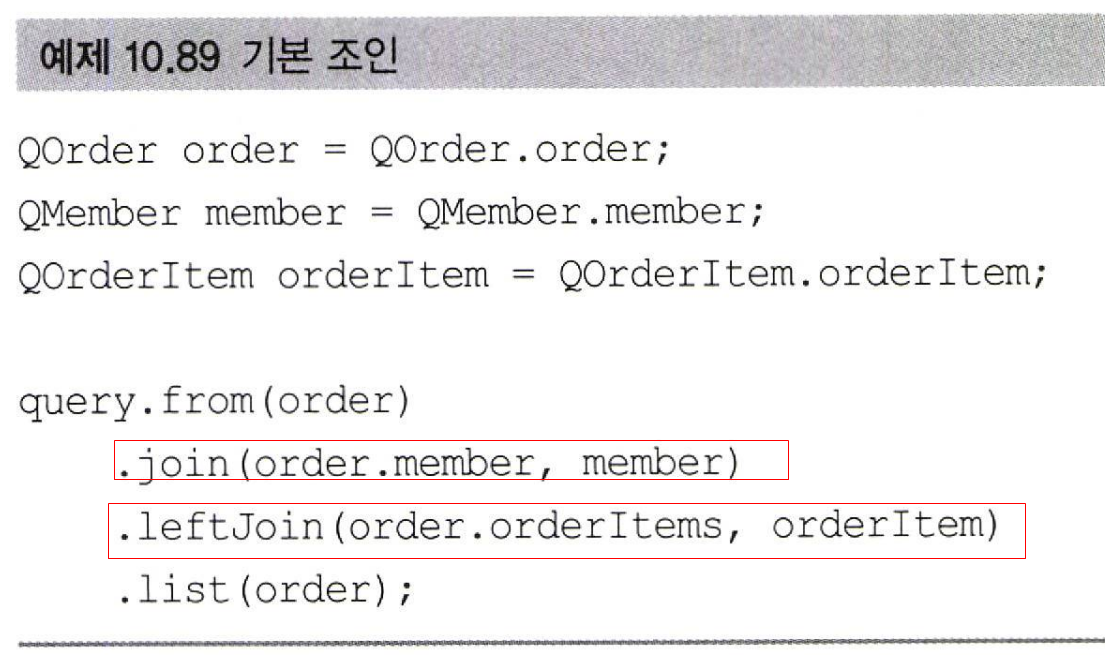 예제 10.89 기본 조인
QOrder order = QOrder.order;
QMember member = QMember.member;
QOrderItem orderItem = QOrderItem.orderItem;
query.from(order)
.join(order.member, member)
.leftJoin(order.orderItems, orderItem)
.list(order);